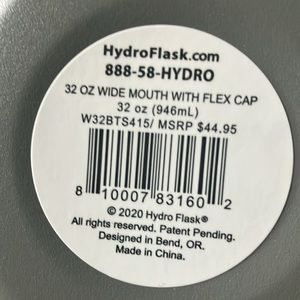 HydroFlask.com
888-58-HYDRO
32 OZ WIDE MOUTH WITH FLEX CAP
32 oz (946mL)
W32BTS415/ MSRP $44.95
8 10007 83160 2
© 2020 Hydro Flask®
All rights reserved. Patent Pending.
Designed in Bend, OR.
Made in China.